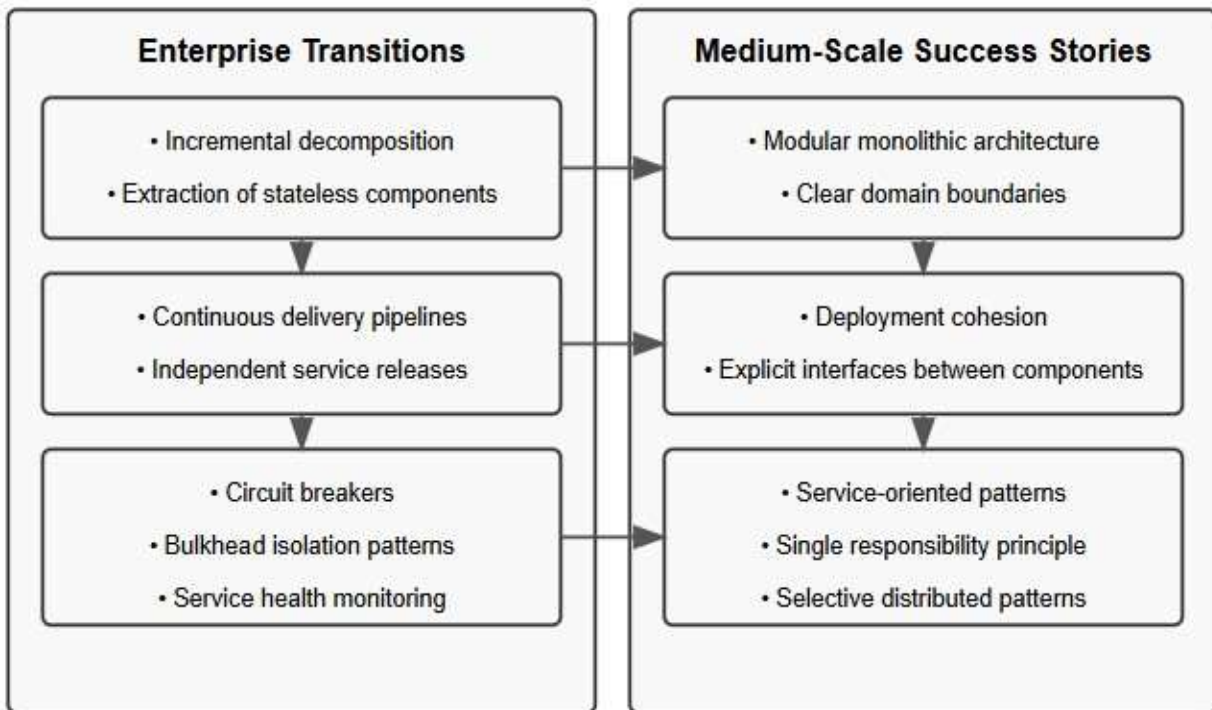 Enterprise Transitions
• Incremental decomposition
• Extraction of stateless components
• Continuous delivery pipelines
• Independent service releases
• Circuit breakers
• Bulkhead isolation patterns
• Service health monitoring
Medium-Scale Success Stories
• Modular monolithic architecture
• Clear domain boundaries
• Deployment cohesion
• Explicit interfaces between components
• Service-oriented patterns
• Single responsibility principle
• Selective distributed patterns